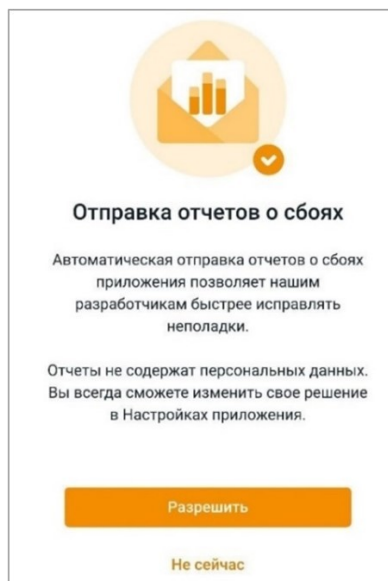 Отправка отчетов о сбоях
Автоматическая отправка отчетов о сбоях
приложения позволяет нашим
разработчикам быстрее исправлять
неполадки.
Отчеты не содержат персональных данных.
Вы всегда сможете изменить свое решение
в Настройках приложения.
Разрешить
Не сейчас